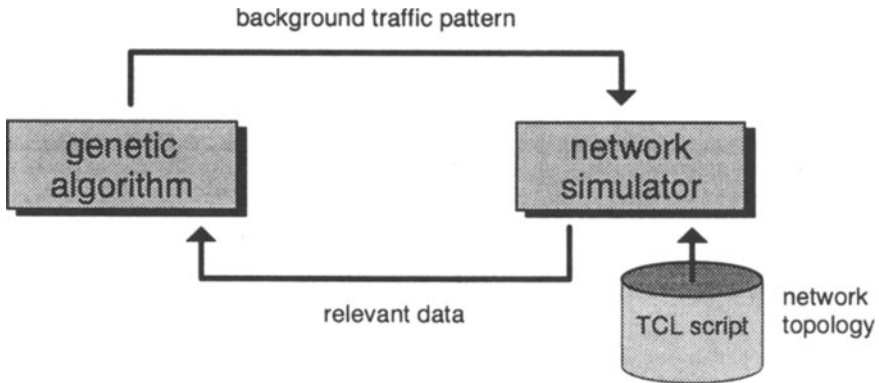 background traffic pattern
genetic
algorithm
network
simulator
relevant data
TCL script
network
topology